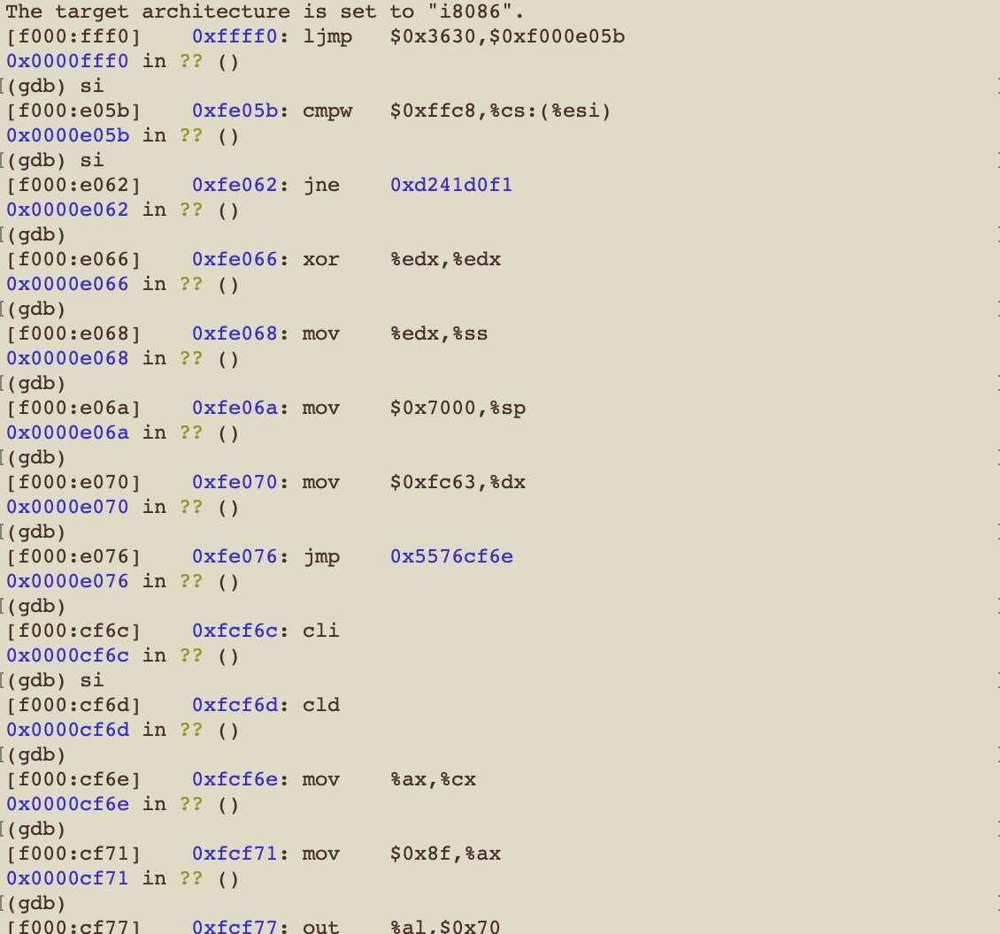 The target architecture is set to "i8086".
[f000:fff0]    0xffff0: ljmp   $0x3630,$0xf000e05b
0x0000fff0 in ?? ()
(gdb) si
[f000:e05b]    0xfe05b: cmpw   $0xffc8,%cs:(%esi)
0x0000e05b in ?? ()
(gdb) si
[f000:e062]    0xfe062: jne    0xd241d0f1
0x0000e062 in ?? ()
(gdb)
[f000:e066]    0xfe066: xor    %edx,%edx
0x0000e066 in ?? ()
(gdb)
[f000:e068]    0xfe068: mov    %edx,%ss
0x0000e068 in ?? ()
(gdb)
[f000:e06a]    0xfe06a: mov    $0x7000,%sp
0x0000e06a in ?? ()
(gdb)
[f000:e070]    0xfe070: mov    $0xfc63,%dx
0x0000e070 in ?? ()
(gdb)
[f000:e076]    0xfe076: jmp    0x5576cf6e
0x0000e076 in ?? ()
(gdb)
[f000:cf6c]    0xfcf6c: cli
0x0000cf6c in ?? ()
(gdb) si
[f000:cf6d]    0xfcf6d: cld
0x0000cf6d in ?? ()
(gdb)
[f000:cf6e]    0xfcf6e: mov    %ax,%cx
0x0000cf6e in ?? ()
(gdb)
[f000:cf71]    0xfcf71: mov    $0x8f,%ax
0x0000cf71 in ?? ()
(gdb)
[f000:cf77]    0xfcf77: out    %al,$0x70